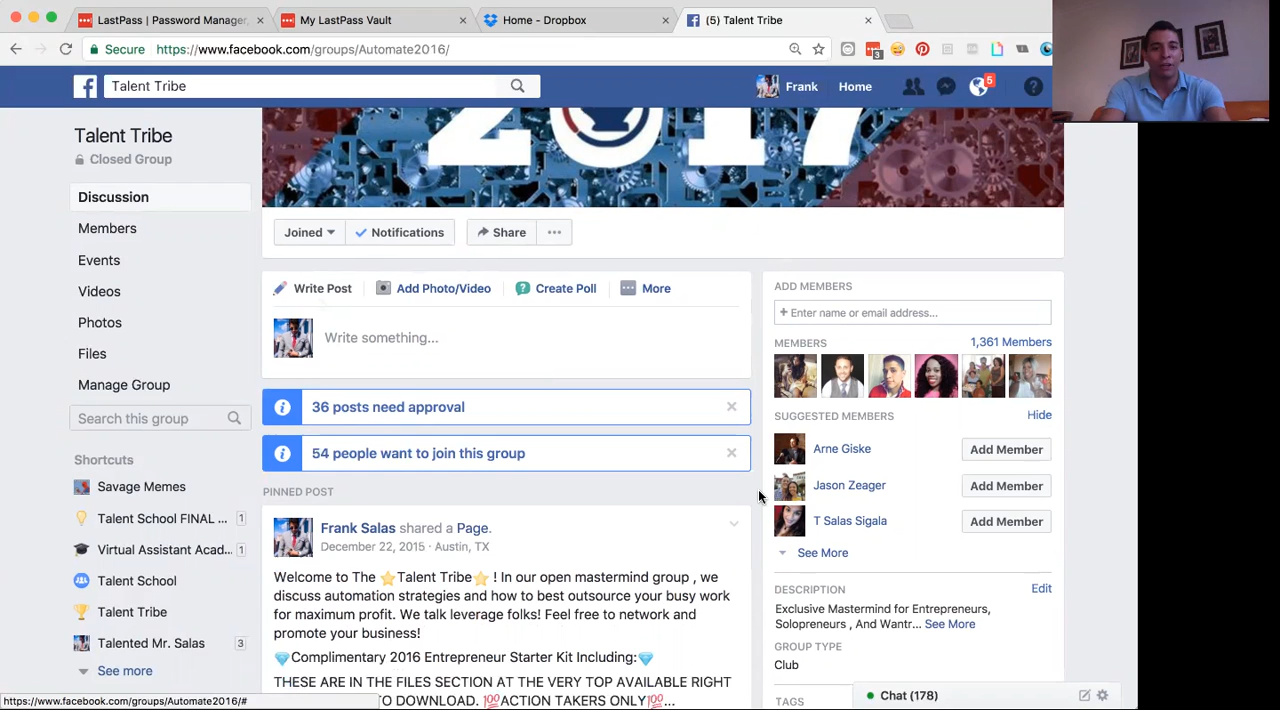 LastPass | Password Manager,
My LastPass Vault
Home - Dropbox
(5) Talent Tribe
Secure https://www.facebook.com/groups/Automate2016/
3
Talent Tribe
Frank Home 5
2017
Talent Tribe
Closed Group
Discussion
Members
Events
Videos
Photos
Files
Manage Group
Search this group
Shortcuts
Savage Memes
Talent School FINAL ... 1
Virtual Assistant Acad... 1
Talent School
Talent Tribe
Talented Mr. Salas 3
See more
Joined Notifications Share
Write Post Add Photo/Video Create Poll More
Write something...
36 posts need approval
54 people want to join this group
PINNED POST
Frank Salas shared a Page.
December 22, 2015 · Austin, TX
Welcome to The ⭐Talent Tribe⭐ ! In our open mastermind group , we
discuss automation strategies and how to best outsource your busy work
for maximum profit. We talk leverage folks! Feel free to network and
promote your business!
💎Complimentary 2016 Entrepreneur Starter Kit Including:💎
THESE ARE IN THE FILES SECTION AT THE VERY TOP AVAILABLE RIGHT
O DOWNLOAD. 💯ACTION TAKERS ONLY💯...
ADD MEMBERS
+ Enter name or email address...
MEMBERS 1,361 Members
SUGGESTED MEMBERS Hide
Arne Giske Add Member
Jason Zeager Add Member
T Salas Sigala Add Member
See More
DESCRIPTION Edit
Exclusive Mastermind for Entrepreneurs,
Solopreneurs , And Wantr... See More
GROUP TYPE
Club
TAGS
Chat (178)
https://www.facebook.com/groups/Automate2016/#